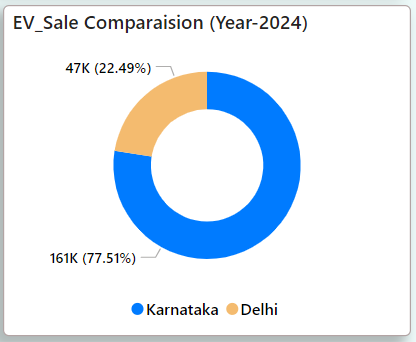 EV_Sale Comparaision (Year-2024)
47K (22.49%)
161K (77.51%)
Karnataka Delhi